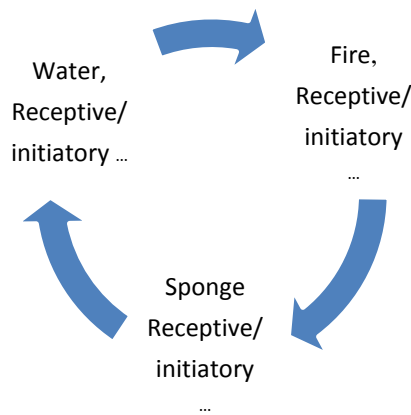 Water,
Receptive/
initiatory ...
Fire,
Receptive/
initiatory
...
Sponge
Receptive/
initiatory
...